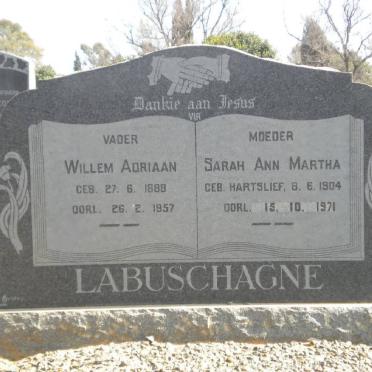 Dankie aan Jesus
VIR
VADER
WILLEM ADRIAAN
GEB. 27. 6. 1889
OORL. 26. 2. 1957
MOEDER
SARAH ANN MARTHA
GEB. HARTSLIEF, 8. 6. 1904
OORL. 15. 10. 1971
LABUSCHAGNE